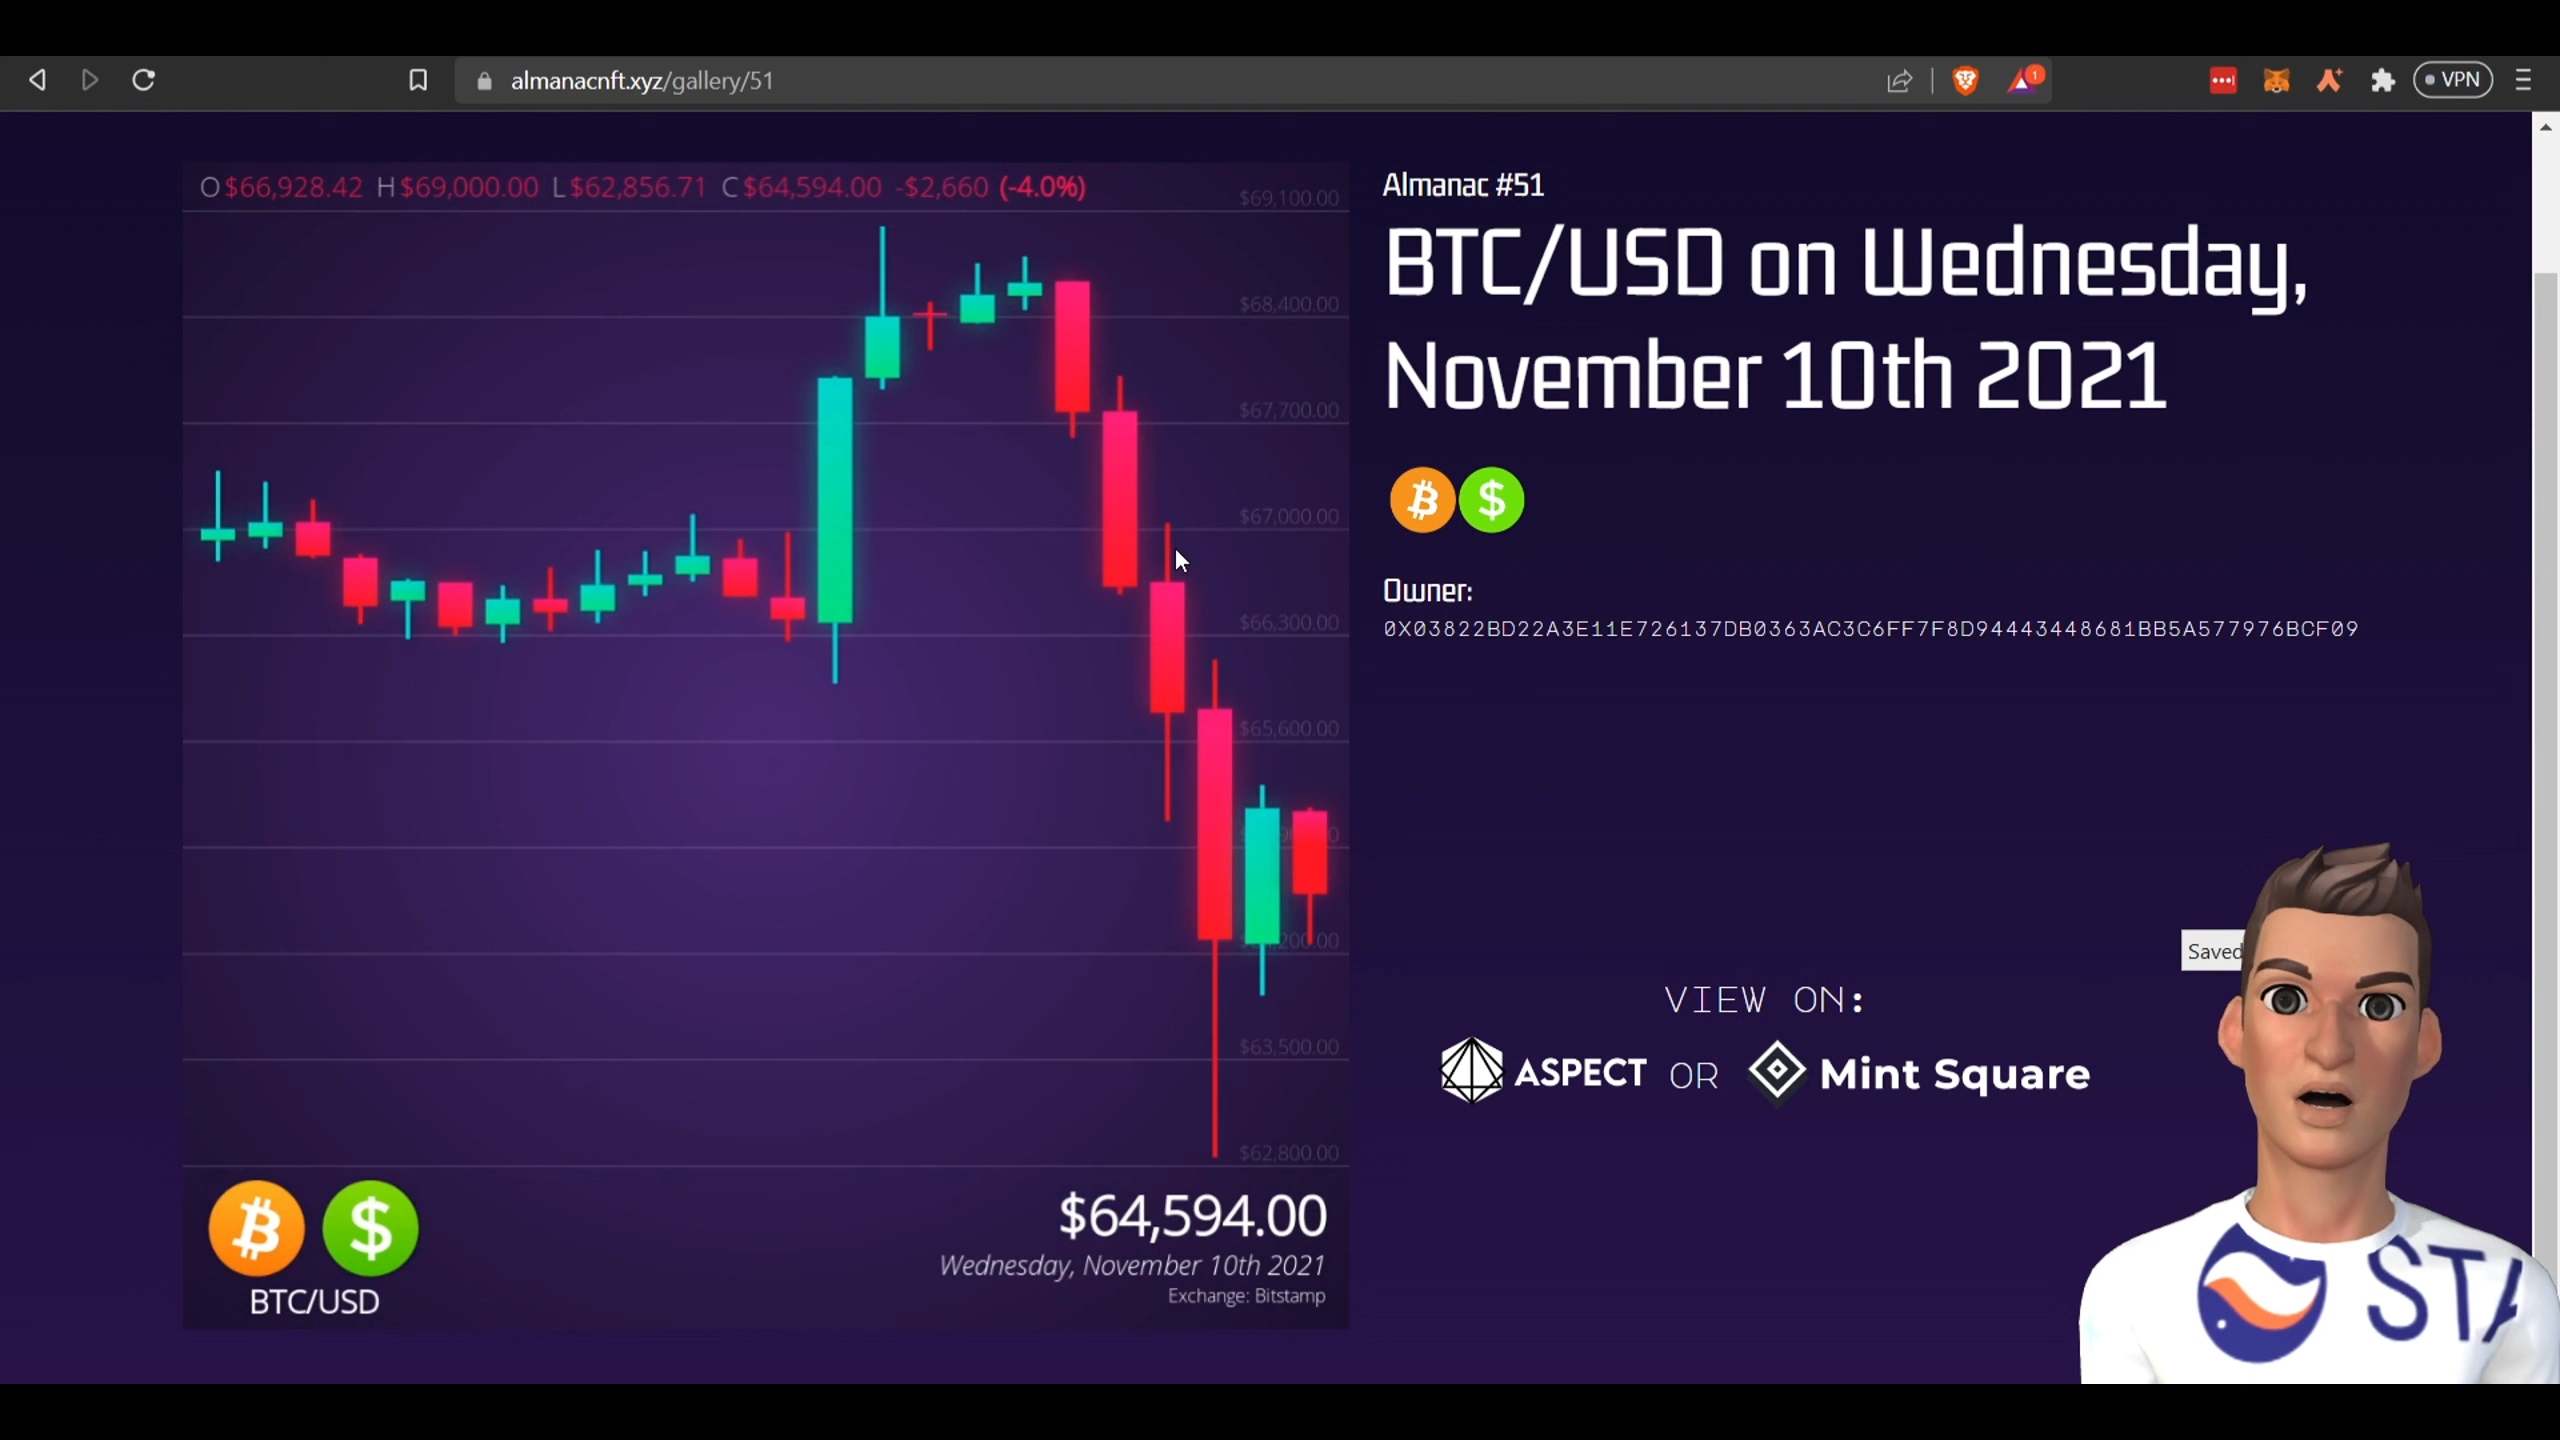 almanacnft.xyz/gallery/51
1
VPN
O $66,928.42 H $69,000.00 L $62,856.71 C $64,594.00 -$2,660 (-4.0%)
$69,100.00
$68,400.00
$67,700.00
$67,000.00
$66,300.00
$65,600.00
$63,500.00
$62,800.00
BTC/USD
$64,594.00
Wednesday, November 10th 2021
Exchange: Bitstamp
Almanac #51
BTC/USD on Wednesday,
November 10th 2021
Owner:
0X03822BD22A3E11E726137DB0363AC3C6FF7F8D94443448681BB5A577976BCF09
Saved
VIEW ON:
ASPECT OR Mint Square
STA